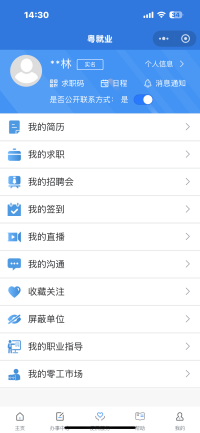 14:30
粤就业
**林 实名
个人信息
求职码 日程 消息通知
是否公开联系方式： 是
我的简历
我的求职
我的招聘会
我的签到
我的直播
我的沟通
收藏关注
屏蔽单位
我的职业指导
我的零工市场
主页 我的